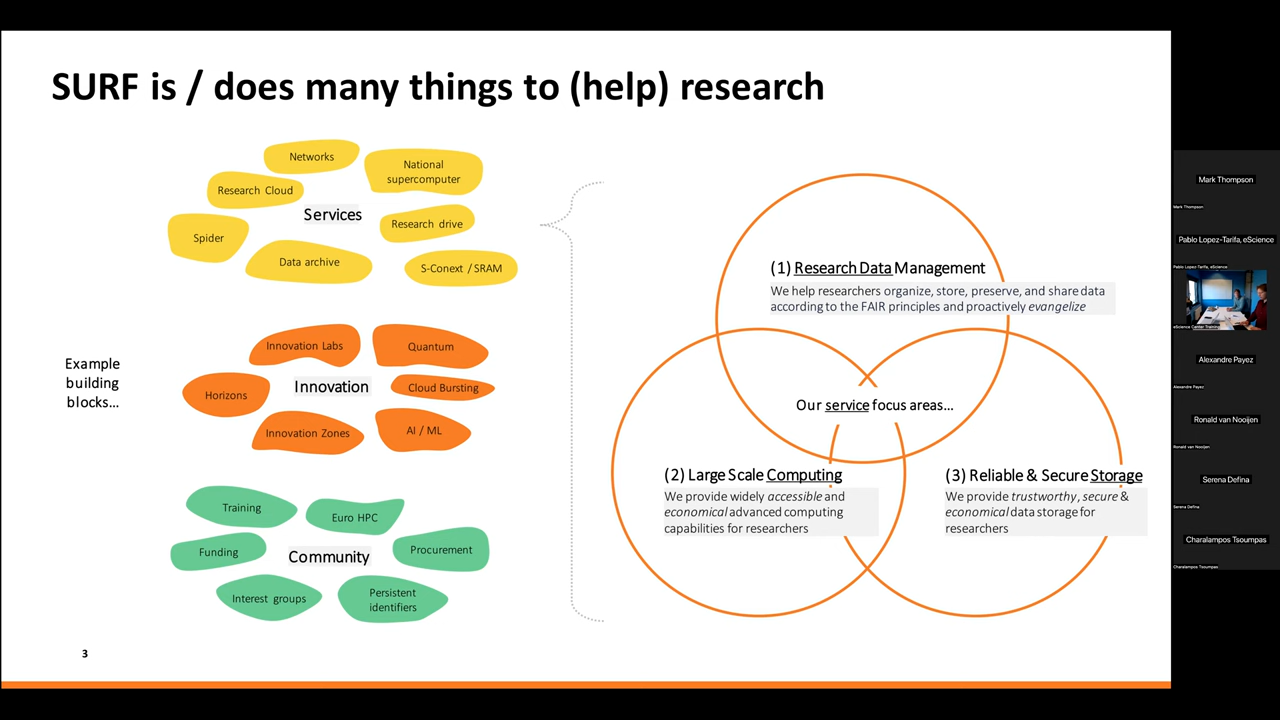 SURF is / does many things to (help) research
Networks
National
supercomputer
Research Cloud
Services
Research drive
Spider
Data archive
S-Conext / SRAM
Example
building
blocks...
Innovation Labs
Quantum
Horizons
Innovation
Cloud Bursting
Innovation Zones
AI / ML
Training
Euro HPC
Funding
Community
Procurement
Interest groups
Persistent
identifiers
(1) Research Data Management
We help researchers organize, store, preserve, and share data
according to the FAIR principles and proactively evangelize
Our service focus areas...
(2) Large Scale Computing
We provide widely accessible and
economical advanced computing
capabilities for researchers
(3) Reliable & Secure Storage
We provide trustworthy, secure &
economical data storage for
researchers
3
Mark Thompson
Mark Thompson
Pablo Lopez-Tarifa, eScience
Pablo Lopez-Tarifa, eScience
eScience Center Training
Alexandre Payez
Alexandre Payez
Ronald van Nooijen
Ronald van Nooijen
Serena Defina
Serena Defina
Charalampos Tsoumpas
Charalampos Tsoumpas